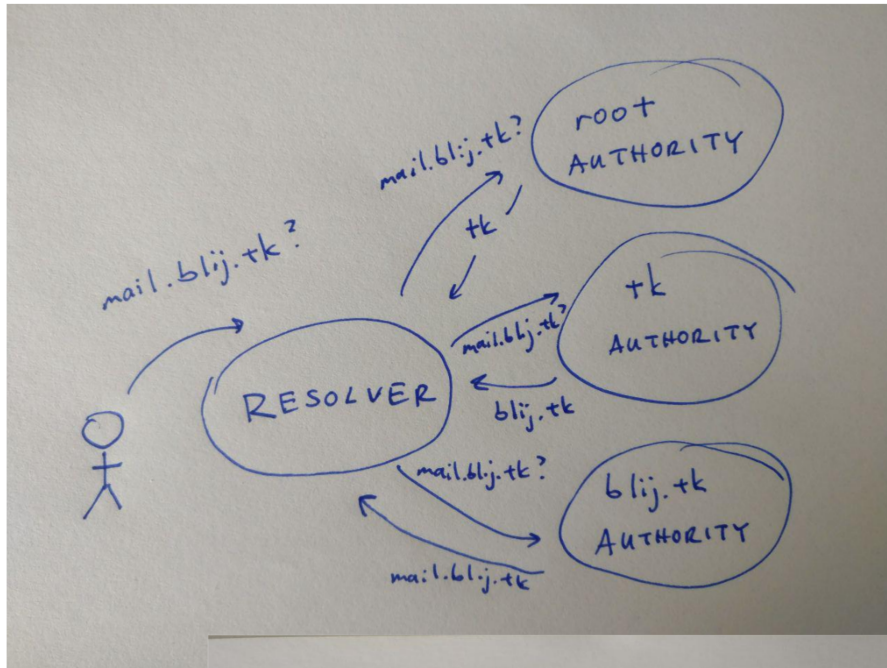 mail.blij.tk?
RESOLVER
mail.blij.tk?
tk
root
AUTHORITY
mail.blij.tk?
blij.tk
tk
AUTHORITY
mail.blij.tk?
mail.blij.tk
blij.tk
AUTHORITY